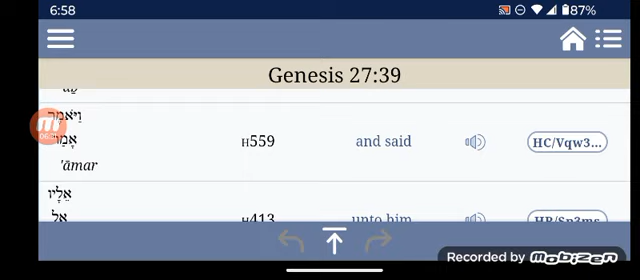 6:58
87%
Genesis 27:39
וַיֹּאמֶר
אָמַר
'āmar
H559
and said
HC/Vqw3...
אֵלָיו
אֵל
H413
unto him
HR/Sp3ms
Recorded by Mobizen